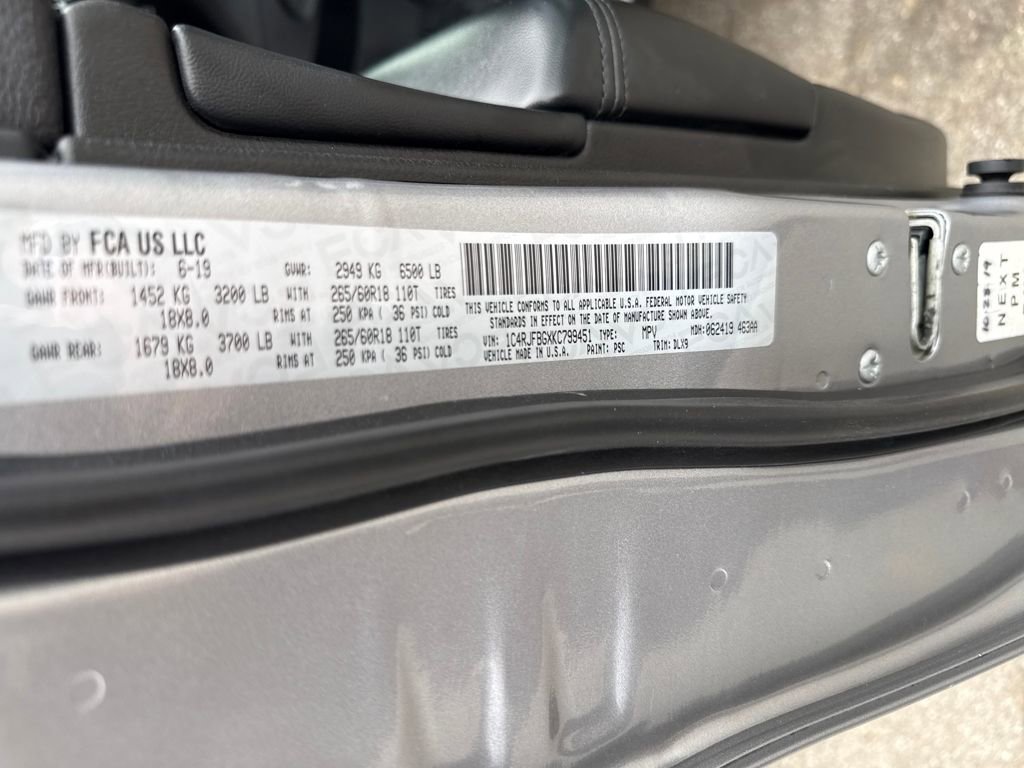 MFD BY FCA US LLC
DATE OF MFR(BUILT): 6-19 GVWR: 2949 KG 6500 LB
GAWR FRONT: 1452 KG 3200 LB WITH 265/60R18 110T TIRES
18X8.0 RIMS AT 250 KPA ( 36 PSI) COLD
GAWR REAR: 1679 KG 3700 LB WITH 265/60R18 110T TIRES
18X8.0 RIMS AT 250 KPA ( 36 PSI) COLD
THIS VEHICLE CONFORMS TO ALL APPLICABLE U.S.A. FEDERAL MOTOR VEHICLE SAFETY
STANDARDS IN EFFECT ON THE DATE OF MANUFACTURE SHOWN ABOVE.
VIN: 1C4RJFBGXKC799451 TYPE: MPV MDH: 062419 463AA
VEHICLE MADE IN U.S.A. PAINT: PSC TRIM: DLX9
NEXT
PM